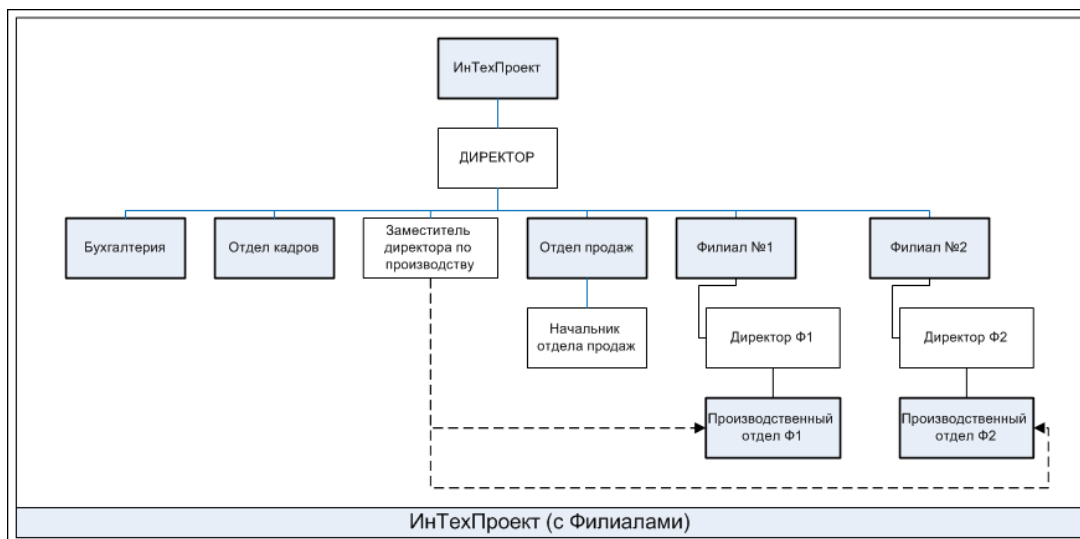 ИнТехПроект
ДИРЕКТОР
Бухгалтерия
Отдел кадров
Заместитель
директора по
производству
Отдел продаж
Филиал №1
Филиал №2
Начальник
отдела продаж
Директор Ф1
Директор Ф2
Производственный
отдел Ф1
Производственный
отдел Ф2
ИнТехПроект (с Филиалами)